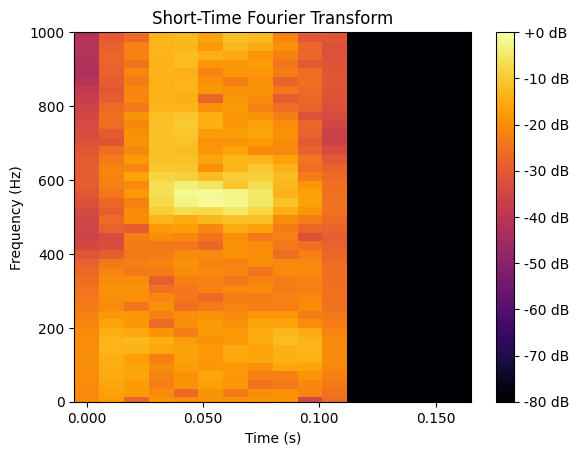 Short-Time Fourier Transform
1000
800
600
400
200
0
Frequency (Hz)
0.000
0.050
0.100
0.150
Time (s)
+0 dB
-10 dB
-20 dB
-30 dB
-40 dB
-50 dB
-60 dB
-70 dB
-80 dB